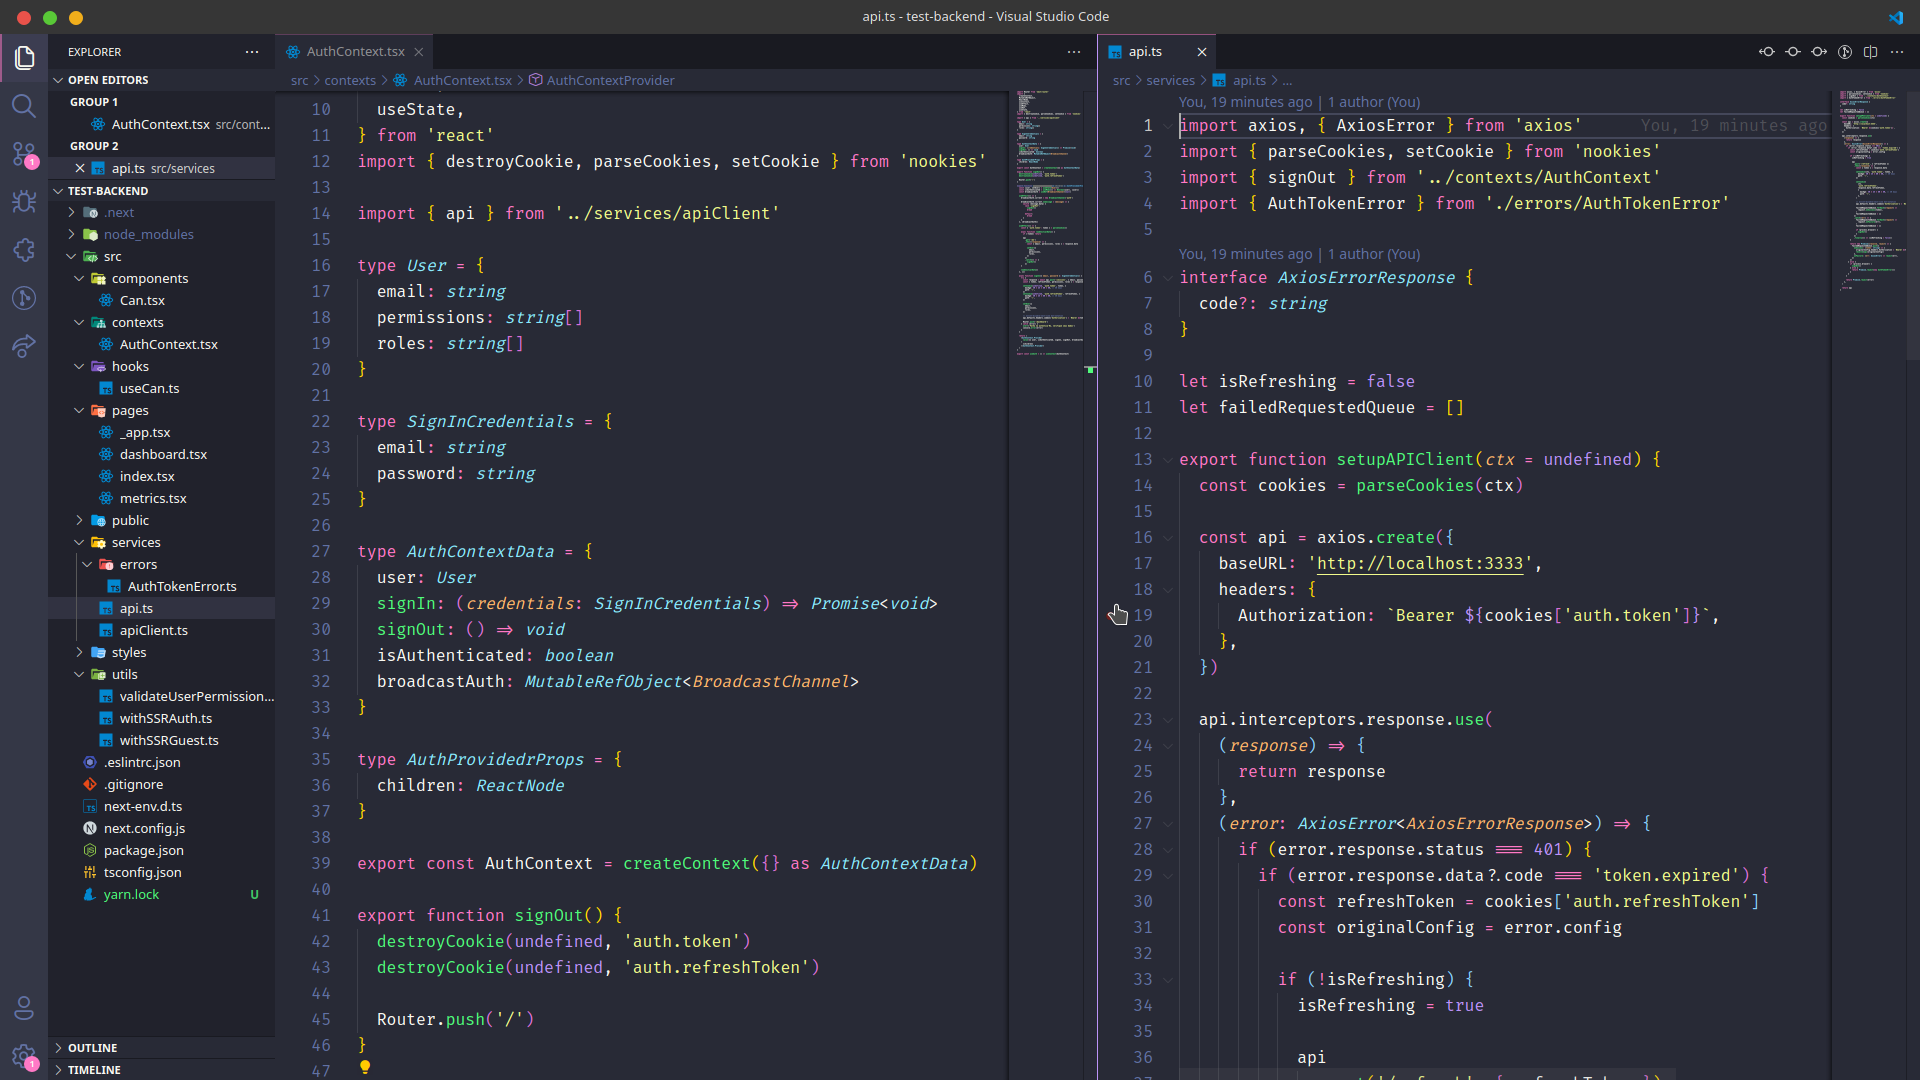 api.ts - test-backend - Visual Studio Code
EXPLORER
OPEN EDITORS
GROUP 1
AuthContext.tsx src/cont...
GROUP 2
api.ts src/services
TEST-BACKEND
.next
node_modules
src
components
Can.tsx
contexts
AuthContext.tsx
hooks
useCan.ts
pages
_app.tsx
dashboard.tsx
index.tsx
metrics.tsx
public
services
errors
AuthTokenError.ts
api.ts
apiClient.ts
styles
utils
validateUserPermission...
withSSRAuth.ts
withSSRGuest.ts
.eslintrc.json
.gitignore
next-env.d.ts
next.config.js
package.json
tsconfig.json
yarn.lock U
OUTLINE
TIMELINE
1
1
AuthContext.tsx
src > contexts > AuthContext.tsx > AuthContextProvider
10 useState,
11 } from 'react'
12 import { destroyCookie, parseCookies, setCookie } from 'nookies'
13
14 import { api } from '../services/apiClient'
15
16 type User = {
17 email: string
18 permissions: string[]
19 roles: string[]
20 }
21
22 type SignInCredentials = {
23 email: string
24 password: string
25 }
26
27 type AuthContextData = {
28 user: User
29 signIn: (credentials: SignInCredentials) => Promise<void>
30 signOut: () => void
31 isAuthenticated: boolean
32 broadcastAuth: MutableRefObject<BroadcastChannel>
33 }
34
35 type AuthProvidedrProps = {
36 children: ReactNode
37 }
38
39 export const AuthContext = createContext({} as AuthContextData)
40
41 export function signOut() {
42 destroyCookie(undefined, 'auth.token')
43 destroyCookie(undefined, 'auth.refreshToken')
44
45 Router.push('/')
46 }
47
api.ts
src > services > api.ts > ...
You, 19 minutes ago | 1 author (You)
1 import axios, { AxiosError } from 'axios' You, 19 minutes ago
2 import { parseCookies, setCookie } from 'nookies'
3 import { signOut } from '../contexts/AuthContext'
4 import { AuthTokenError } from './errors/AuthTokenError'
5
You, 19 minutes ago | 1 author (You)
6 interface AxiosErrorResponse {
7 code?: string
8 }
9
10 let isRefreshing = false
11 let failedRequestedQueue = []
12
13 export function setupAPIClient(ctx = undefined) {
14 const cookies = parseCookies(ctx)
15
16 const api = axios.create({
17 baseURL: 'http://localhost:3333',
18 headers: {
19 Authorization: `Bearer ${cookies['auth.token']}`,
20 },
21 })
22
23 api.interceptors.response.use(
24 (response) => {
25 return response
26 },
27 (error: AxiosError<AxiosErrorResponse>) => {
28 if (error.response.status === 401) {
29 if (error.response.data?.code === 'token.expired') {
30 const refreshToken = cookies['auth.refreshToken']
31 const originalConfig = error.config
32
33 if (!isRefreshing) {
34 isRefreshing = true
35
36 api